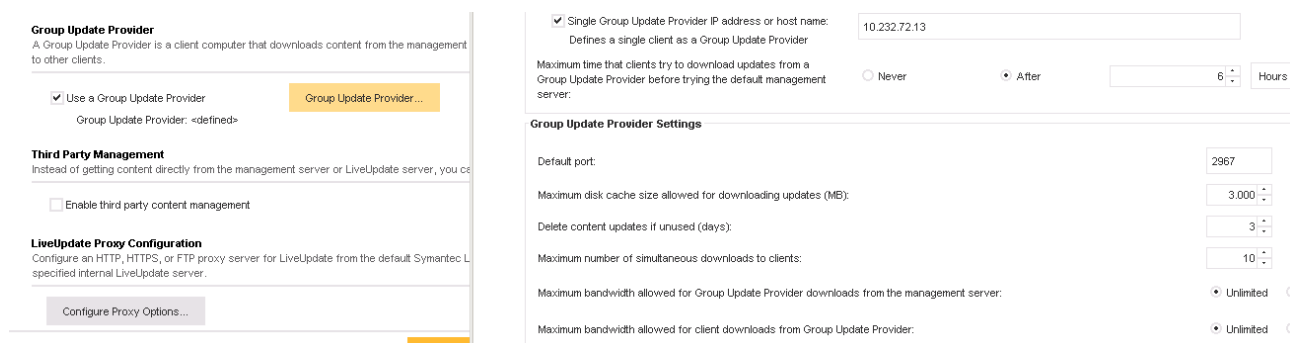 Group Update Provider
A Group Update Provider is a client computer that downloads content from the management
to other clients.
Use a Group Update Provider
Group Update Provider...
Group Update Provider: <defined>
Third Party Management
Instead of getting content directly from the management server or LiveUpdate server, you ca
Enable third party content management
LiveUpdate Proxy Configuration
Configure an HTTP, HTTPS, or FTP proxy server for LiveUpdate from the default Symantec L
specified internal LiveUpdate server.
Configure Proxy Options...
Single Group Update Provider IP address or host name:
10.232.72.13
Defines a single client as a Group Update Provider
Maximum time that clients try to download updates from a
Group Update Provider before trying the default management
server:
Never
After
6
Hours
Group Update Provider Settings
Default port:
2967
Maximum disk cache size allowed for downloading updates (MB):
3.000
Delete content updates if unused (days):
3
Maximum number of simultaneous downloads to clients:
10
Maximum bandwidth allowed for Group Update Provider downloads from the management server:
Unlimited
Maximum bandwidth allowed for client downloads from Group Update Provider:
Unlimited